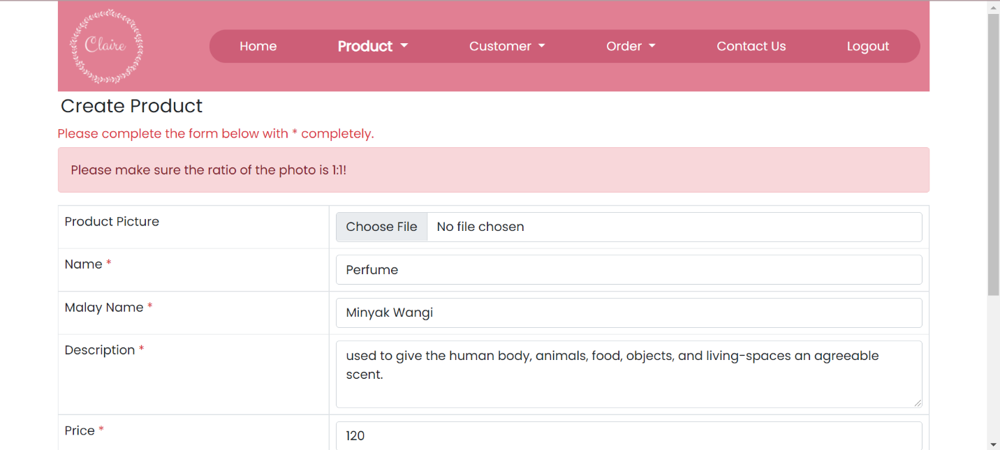 Claire
Home Product Customer Order Contact Us Logout
Create Product
Please complete the form below with * completely.
Please make sure the ratio of the photo is 1:1!
Product Picture Choose File No file chosen
Name * Perfume
Malay Name * Minyak Wangi
Description * used to give the human body, animals, food, objects, and living-spaces an agreeable
scent.
Price * 120